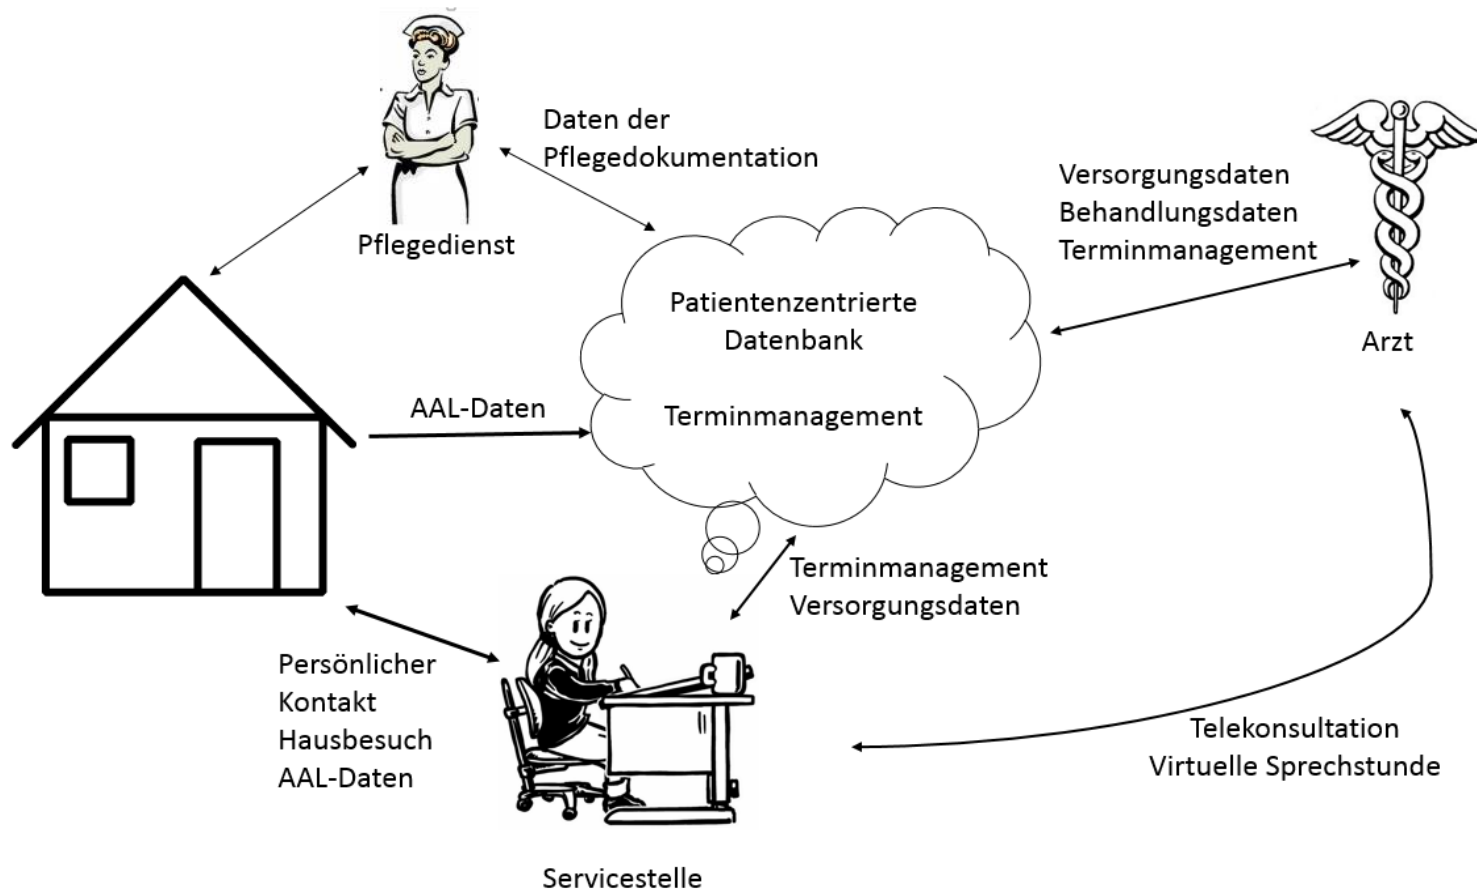 Daten der
Pflegedokumentation
Pflegedienst
Versorgungsdaten
Behandlungsdaten
Terminmanagement
Arzt
Patientenzentrierte
Datenbank
Terminmanagement
AAL-Daten
Terminmanagement
Versorgungsdaten
Persönlicher
Kontakt
Hausbesuch
AAL-Daten
Telekonsultation
Virtuelle Sprechstunde
Servicestelle